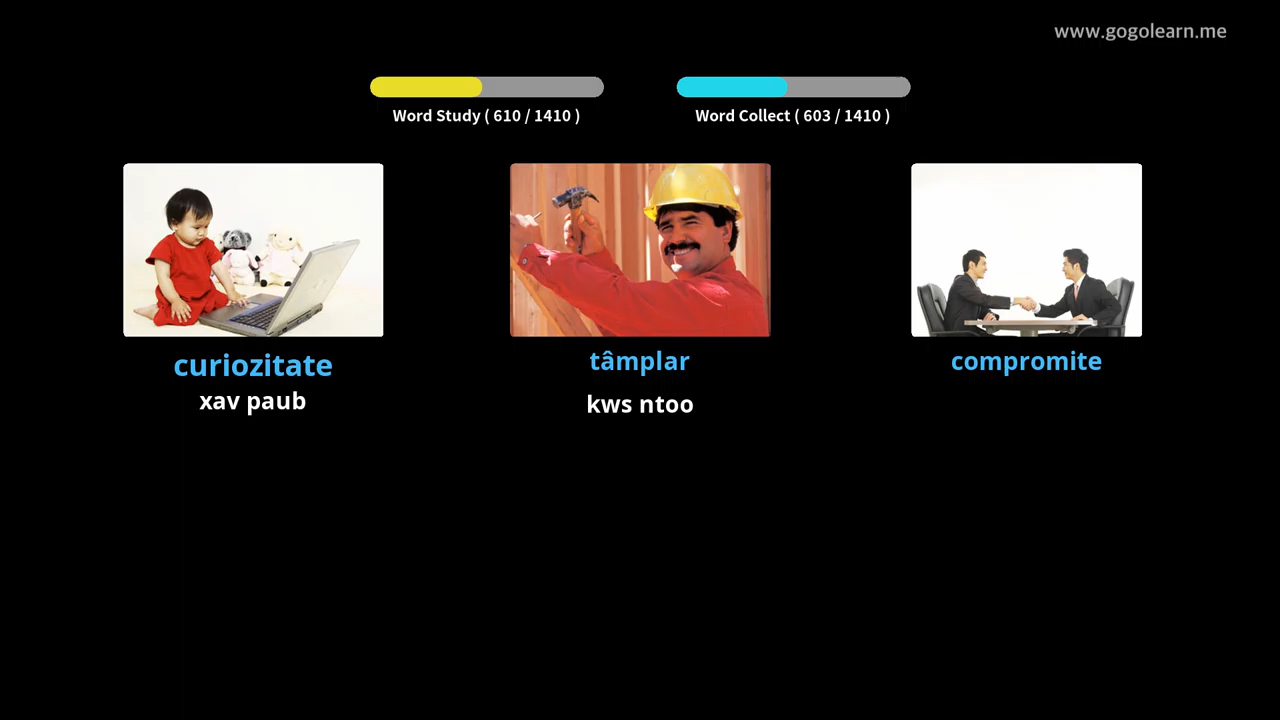 www.gogolearn.me
Word Study ( 610 / 1410 )
Word Collect ( 603 / 1410 )
curiozitate
xav paub
tâmplar
kws ntoo
compromite